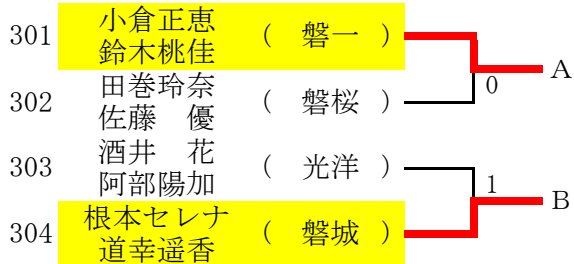 301 小倉正恵 鈴木桃佳 ( 磐一 )
0 A
302 田巻玲奈 佐藤　優 ( 磐桜 )
303 酒井　花 阿部陽加 ( 光洋 )
1 B
304 根本セレナ 道幸遥香 ( 磐城 )